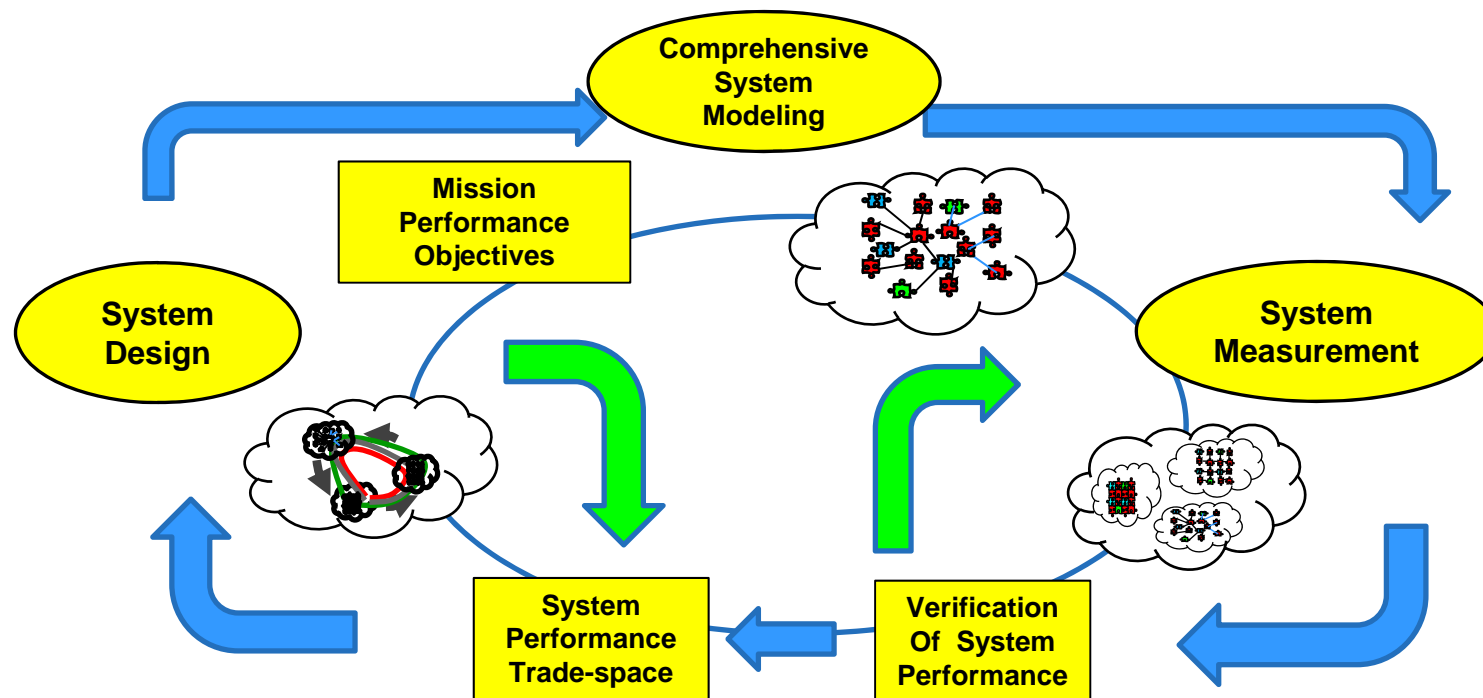 Comprehensive
System
Modeling
Mission
Performance
Objectives
System
Design
System
Measurement
System
Performance
Trade-space
Verification
Of System
Performance